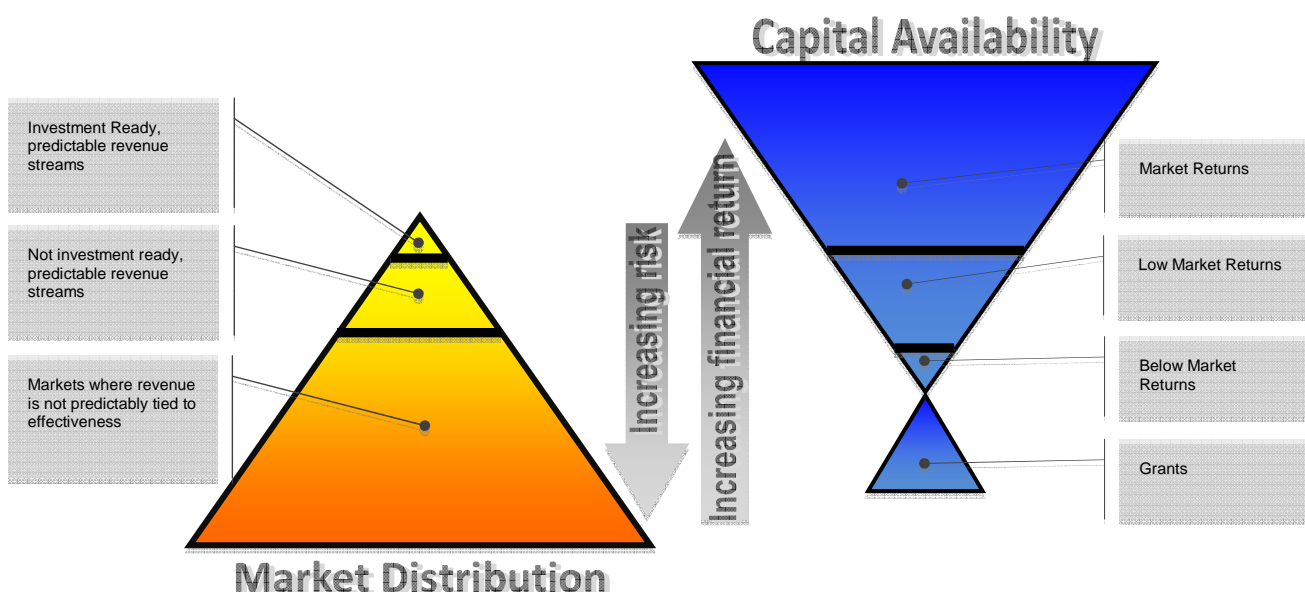 Capital Availability
Investment Ready,
predictable revenue
streams
Not investment ready,
predictable revenue
streams
Markets where revenue
is not predictably tied to
effectiveness
Increasing risk
Increasing financial return
Market Returns
Low Market Returns
Below Market
Returns
Grants
Market Distribution